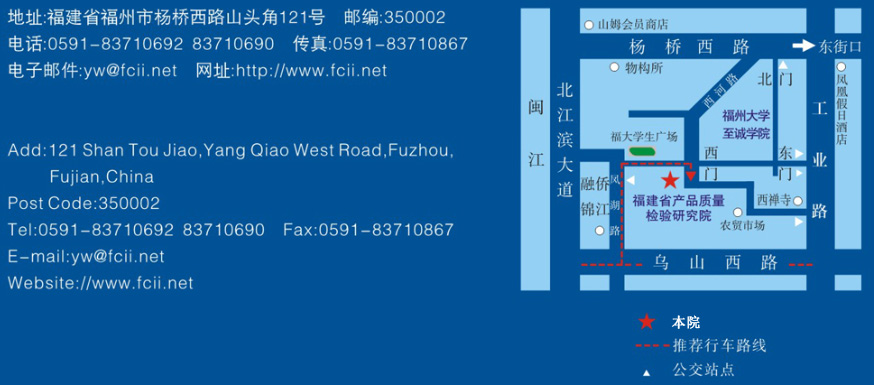 地址:福建省福州市杨桥西路山头角121号 邮编:350002
电话:0591-83710692 83710690 传真:0591-83710867
电子邮件:yw@fcii.net 网址:http://www.fcii.net
Add:121 Shan Tou Jiao,Yang Qiao West Road,Fuzhou,
Fujian,China
Post Code:350002
Tel:0591-83710692 83710690 Fax:0591-83710867
E-mail:yw@fcii.net
Website://www.fcii.net
山姆会员商店
杨桥西路
东街口
物构所
西河路
北门
凤凰假日酒店
闽江
北江滨大道
福州大学
至诚学院
工业路
福大学生广场
西门
东门
融侨
锦江
凤湖路
福建省产品质量
检验研究院
西禅寺
农贸市场
乌山西路
本院
推荐行车路线
公交站点